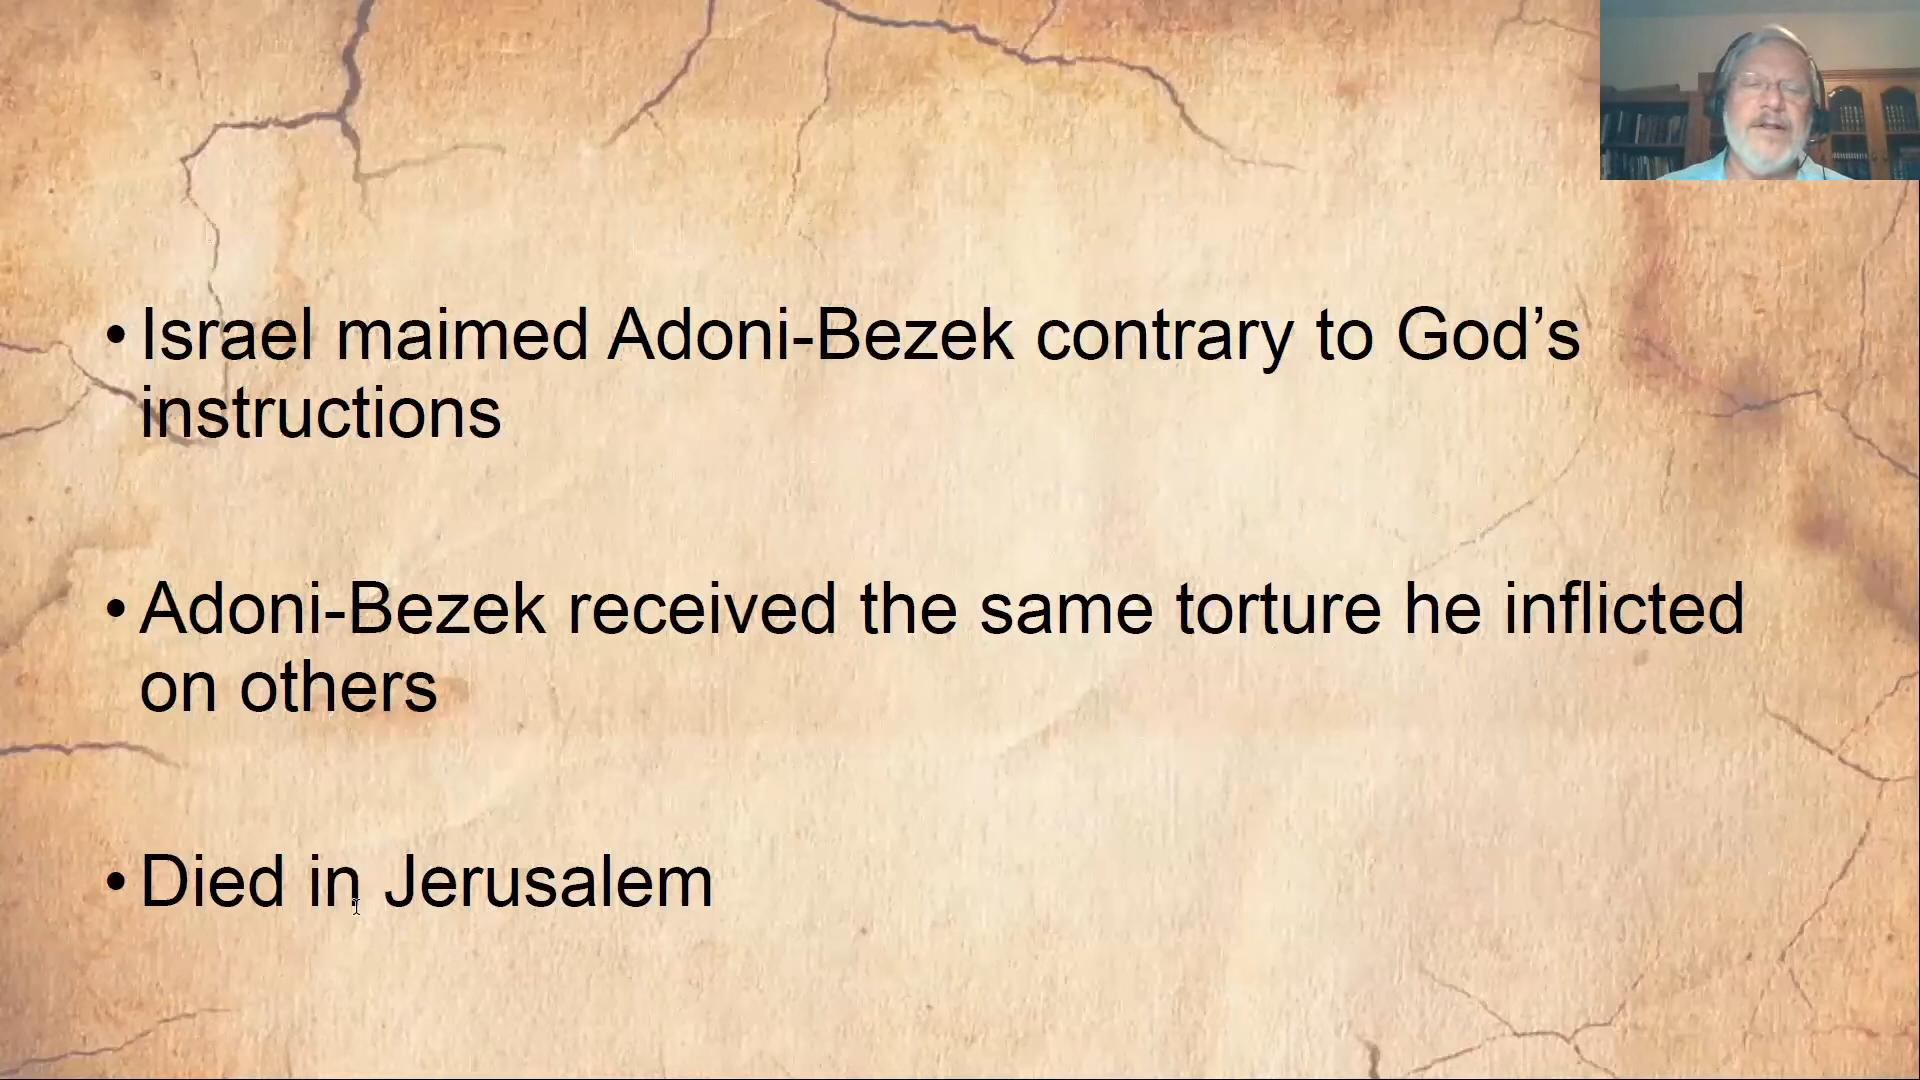 • Israel maimed Adoni-Bezek contrary to God’s
instructions
• Adoni-Bezek received the same torture he inflicted
on others
• Died in Jerusalem